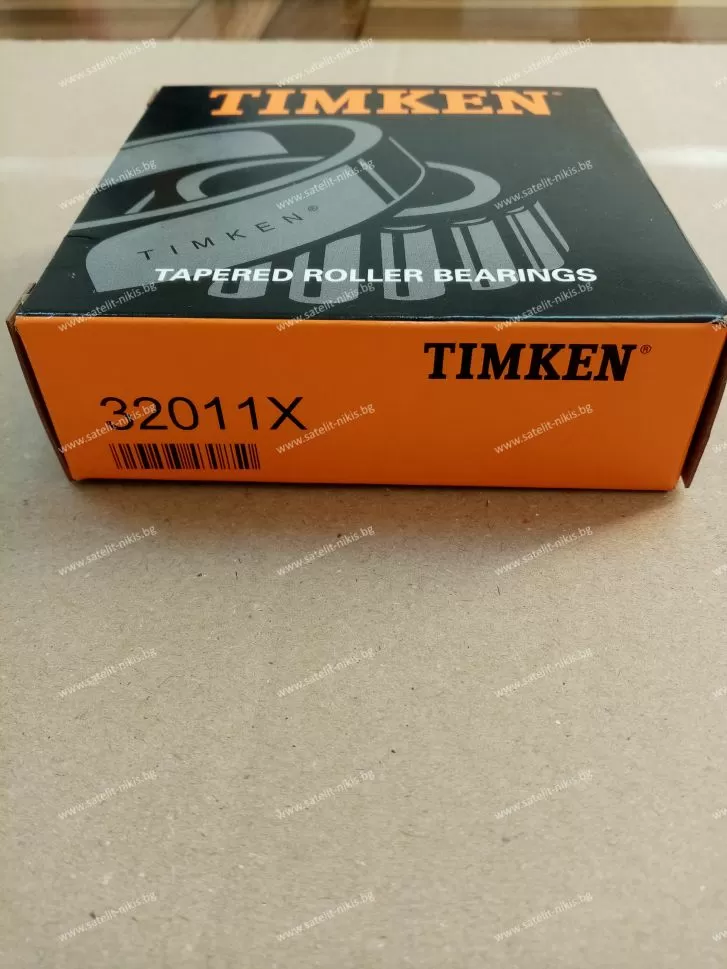 TIMKEN
TIMKEN®
TAPERED ROLLER BEARINGS
TIMKEN®
32011X
www.satelit-nikis.bg